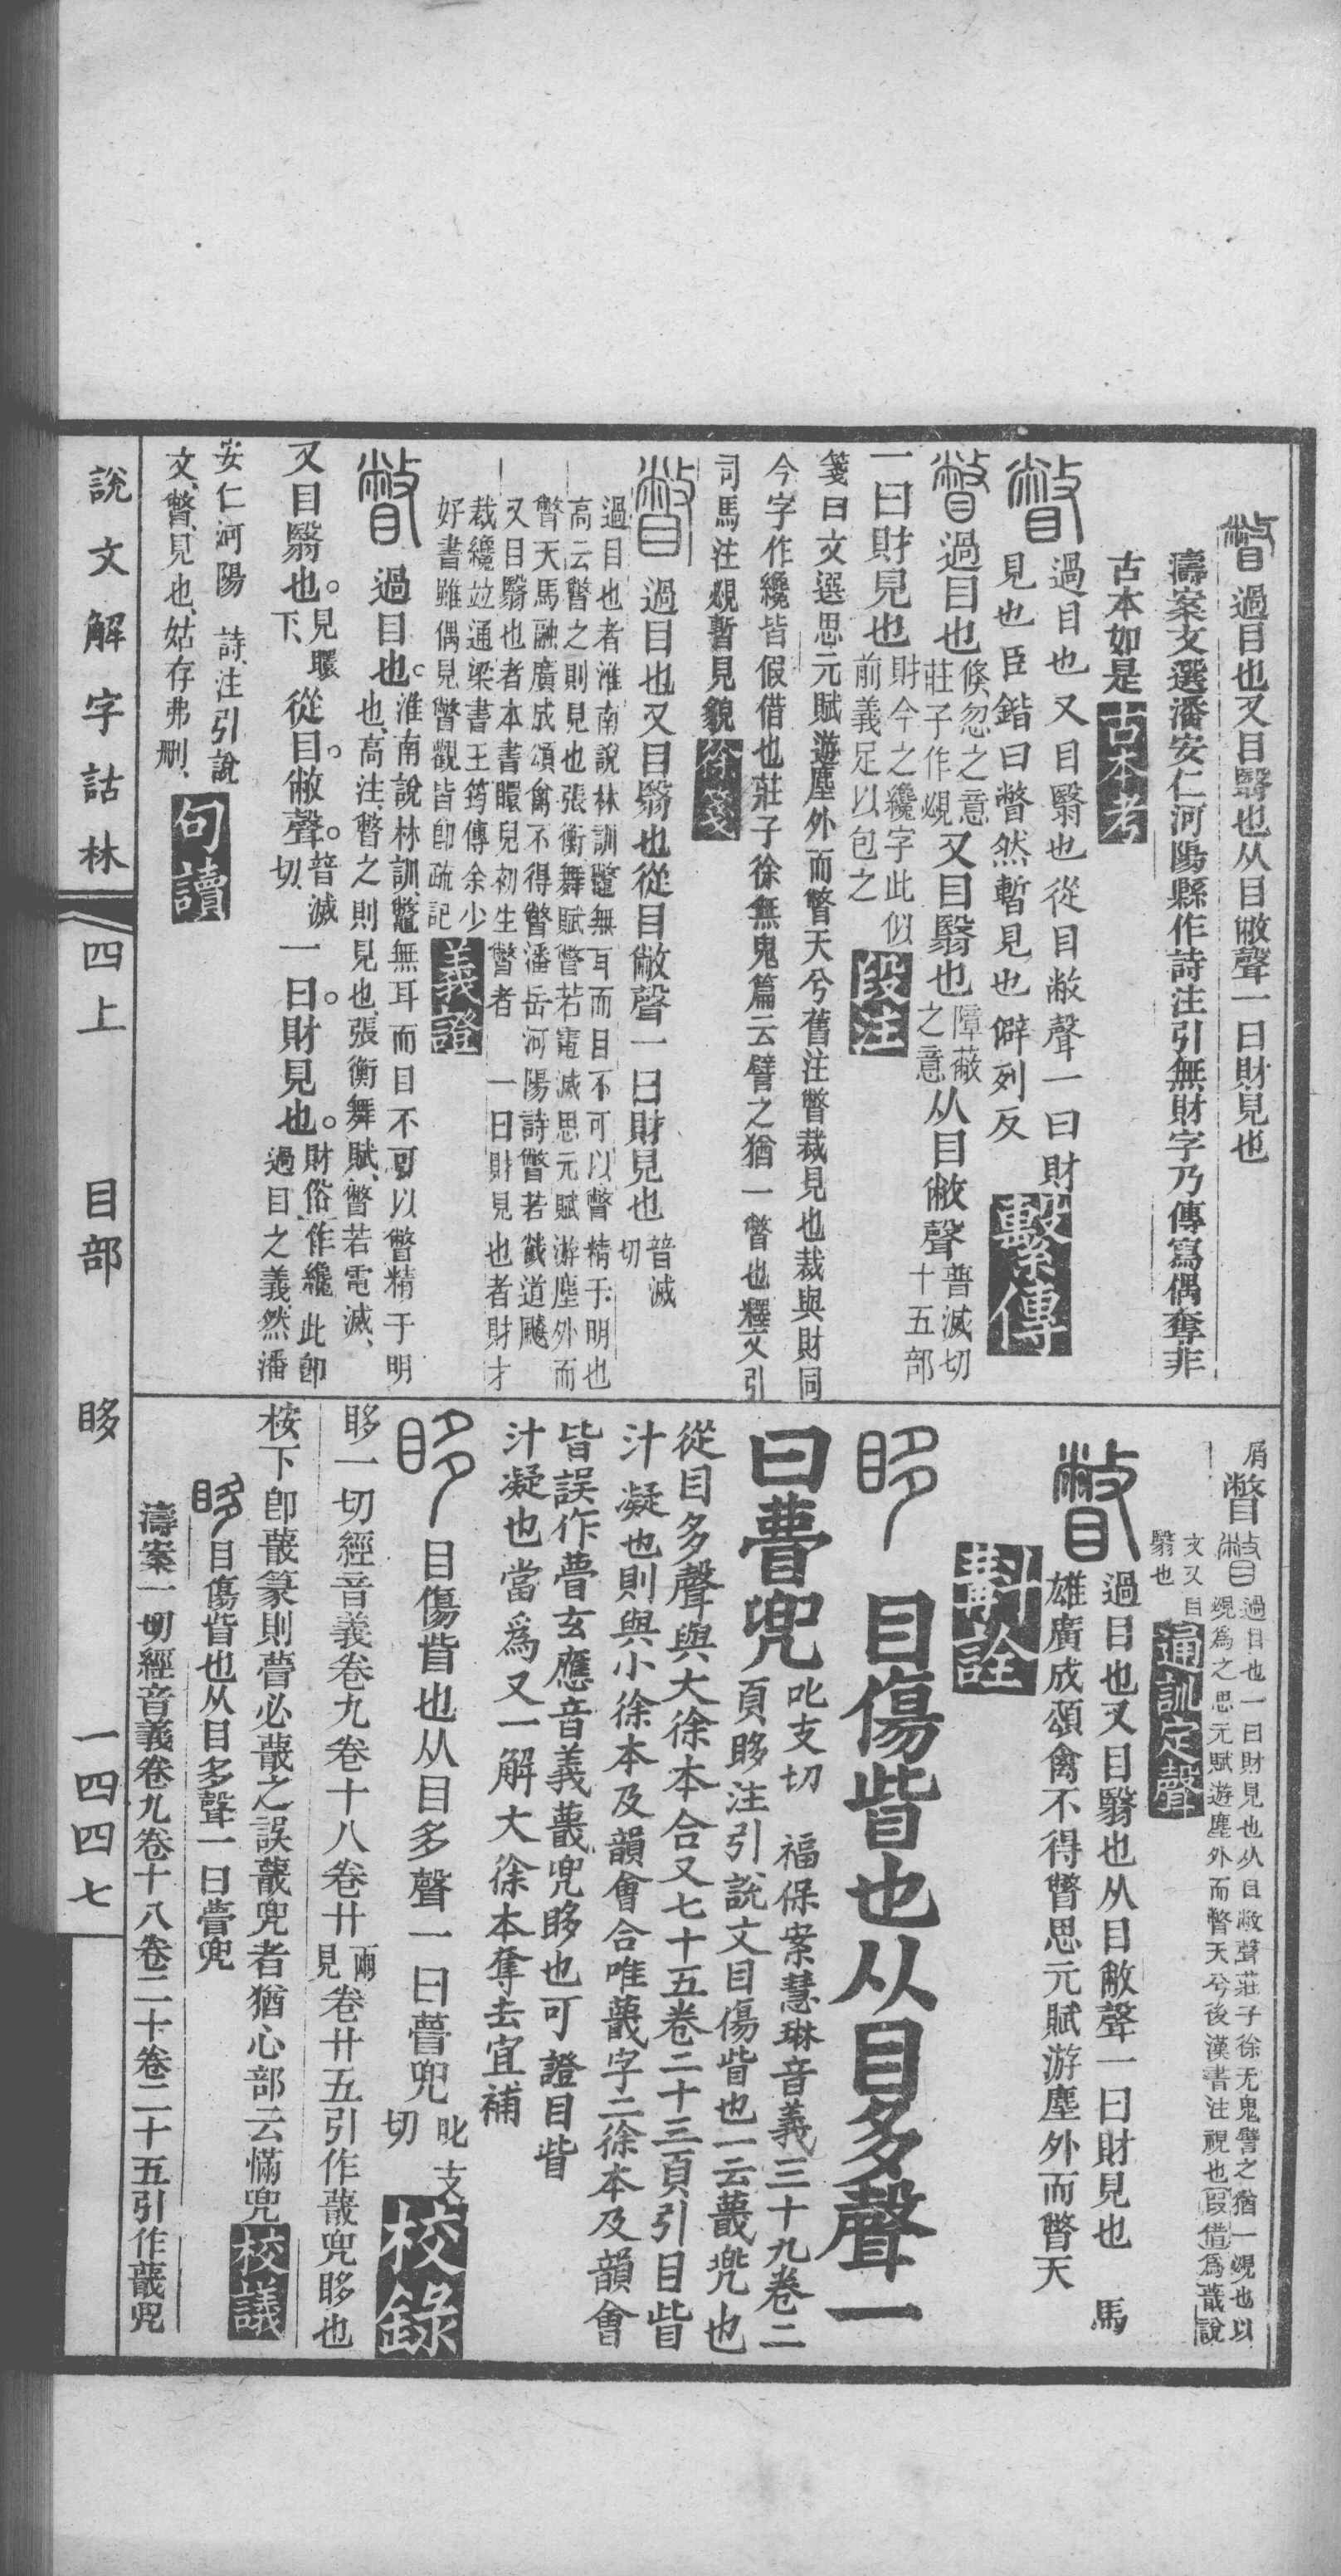 瞥過目也又目翳也从目敝聲一曰財見也
濤案文選潘安仁河陽縣作詩注引無財字乃傳寫偶奪非
古本如是古本考
瞥過目也又目翳也從目敝聲一曰財
見也臣鍇曰瞥然暫見也僻列反繫傳
瞥過目也倏忽之意莊子作覕又目翳也障蔽之意从目敝聲普滅切十五部
一曰財見也財今之纔字此似前義足以包之段注
箋曰文選思元賦遊塵外而瞥天兮舊注瞥裁見也裁與財同
今字作纔皆假借也莊子徐無鬼篇云譬之猶一瞥也釋文引
司馬注覕暫見貌徐箋
瞥過目也又目翳也從目敝聲一曰財見也普滅切
過目也者淮南說林訓鼈無耳而目不可以瞥精于明也
高云瞥之則見也張衡舞賦瞥若電滅思元賦游塵外而
瞥天馬融廣成頌禽不得瞥潘岳河陽詩瞥若截道飈
又目翳也者本書瞏兒初生瞥者 一曰財見也者財才
裁纔竝通梁書王筠傳余少
好書雖偶見瞥觀皆卽疏記義證
瞥過目也。淮南說林訓、鼈無耳而目不可以瞥精于明
也、高注、瞥之則見也、張衡舞賦、瞥若電滅、
又目翳也。見瞏下、從目。敝聲。普滅切、一曰。財見也。財俗作纔、此卽
過目之義、然潘
安仁河陽詩、注引說
文、瞥、見也、姑存弗刪、句讀
屑瞥過目也一曰財見也从目敝聲莊子徐无鬼譬之猶一覕也以
覕爲之思元賦遊塵外而瞥天兮後漢書注視也叚借爲蔽說
文又目
翳也通訓定聲
瞥過目也又目翳也从目敝聲一曰財見也 馬
雄廣成頌禽不得瞥思元賦游塵外而瞥天
斠詮
眵目傷眥也从目多聲一
曰瞢兜叱支切 福保案慧琳音義三十九卷二
頁眵注引說文目傷眥也一云䁾兠也
從目多聲與大徐本合又七十五卷二十三頁引目眥
汁凝也則與小徐本及韻會合唯䁾字二徐本及韻會
皆誤作瞢玄應音義䁾兜眵也可證目眥
汁凝也當爲又一解大徐本奪去宜補
眵目傷眥也从目多聲一曰瞢兜叱支切校錄
眵一切經音義卷九卷十八卷廿兩見卷廿五引作䁾兜眵也
桉下卽䁾篆則瞢必䁾之誤䁾兜者猶心部云㒼兜校議
眵目傷眥也从目多聲一曰瞢兜
濤案一切經音義卷九卷十八卷二十卷二十五引作䁾兜
說文解字詁林 四上 目部 眵 一四四七